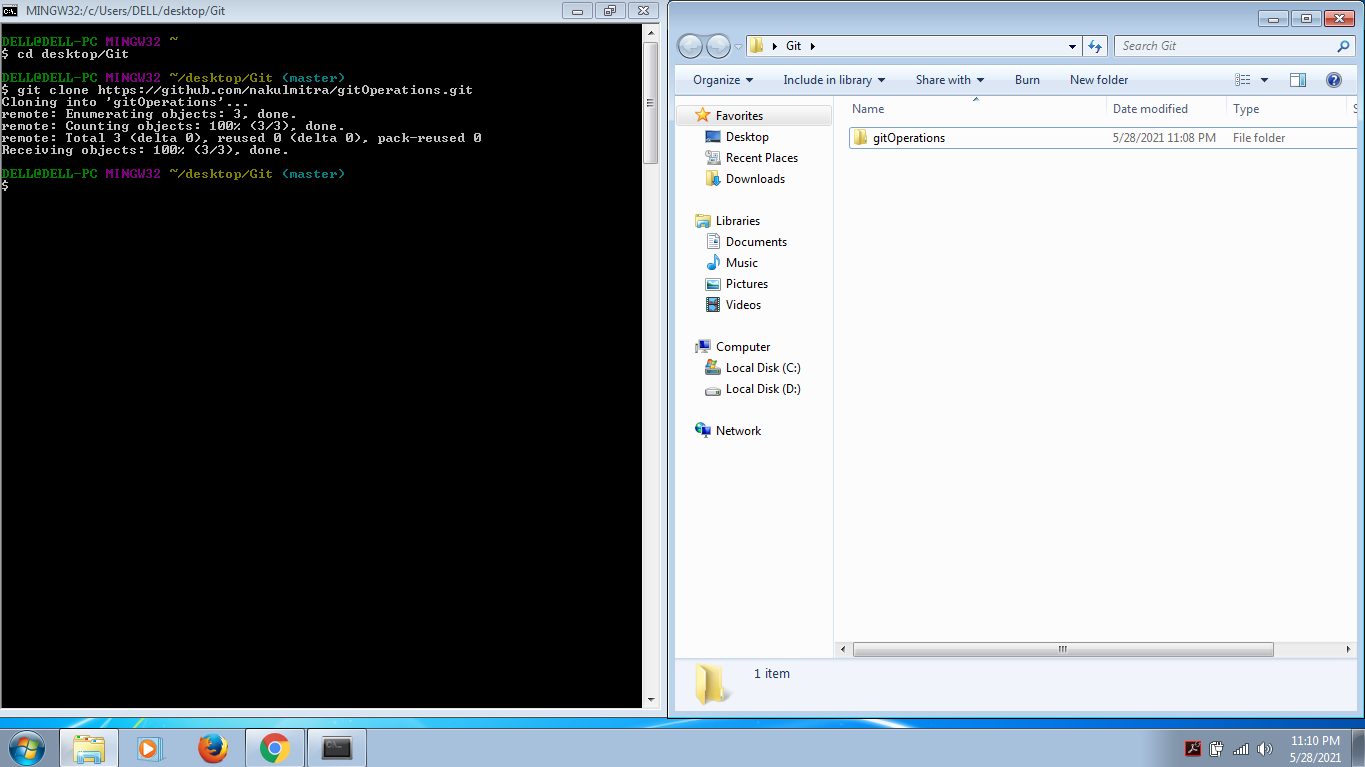 MINGW32:/c/Users/DELL/desktop/Git
DELL@DELL-PC MINGW32 ~
$ cd desktop/Git
DELL@DELL-PC MINGW32 ~/desktop/Git (master)
$ git clone https://github.com/nakulmitra/gitOperations.git
Cloning into 'gitOperations'...
remote: Enumerating objects: 3, done.
remote: Counting objects: 100% (3/3), done.
remote: Total 3 (delta 0), reused 0 (delta 0), pack-reused 0
Receiving objects: 100% (3/3), done.
DELL@DELL-PC MINGW32 ~/desktop/Git (master)
$
Git
Search Git
Organize Include in library Share with Burn New folder
Favorites
Desktop
Recent Places
Downloads
Libraries
Documents
Music
Pictures
Videos
Computer
Local Disk (C:)
Local Disk (D:)
Network
Name Date modified Type S
gitOperations 5/28/2021 11:08 PM File folder
1 item
11:10 PM
5/28/2021